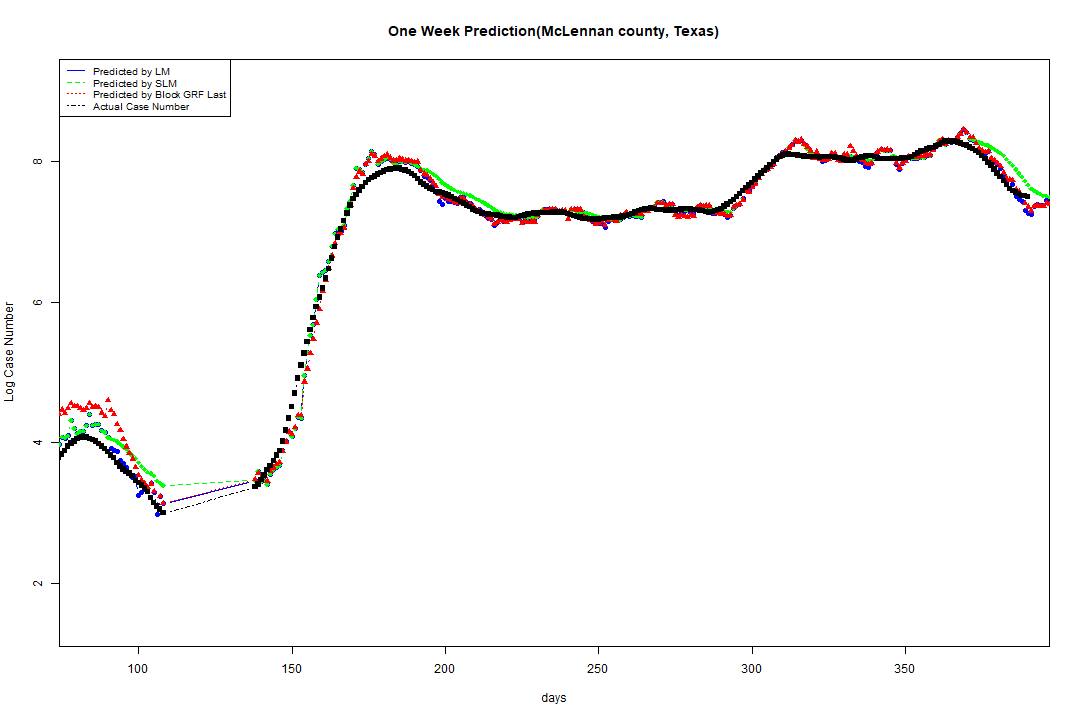 One Week Prediction(McLennan county, Texas)
Predicted by LM
Predicted by SLM
Predicted by Block GRF Last
Actual Case Number
8
6
4
2
Log Case Number
100 150 200 250 300 350
days